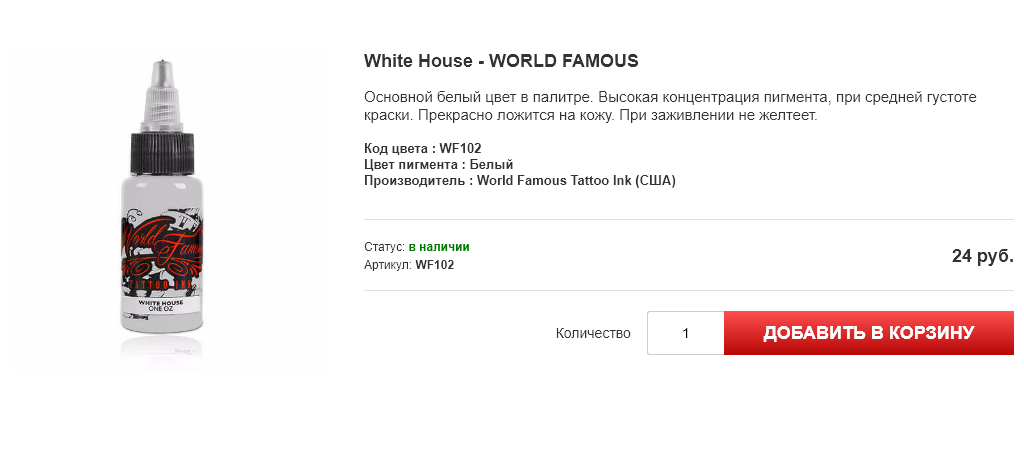 White House - WORLD FAMOUS
Основной белый цвет в палитре. Высокая концентрация пигмента, при средней густоте
краски. Прекрасно ложится на кожу. При заживлении не желтеет.
Код цвета : WF102
Цвет пигмента : Белый
Производитель : World Famous Tattoo Ink (США)
Статус: в наличии
Артикул: WF102
24 руб.
Количество
1
ДОБАВИТЬ В КОРЗИНУ
World Famous
TATTOO INK
WHITE HOUSE
ONE OZ